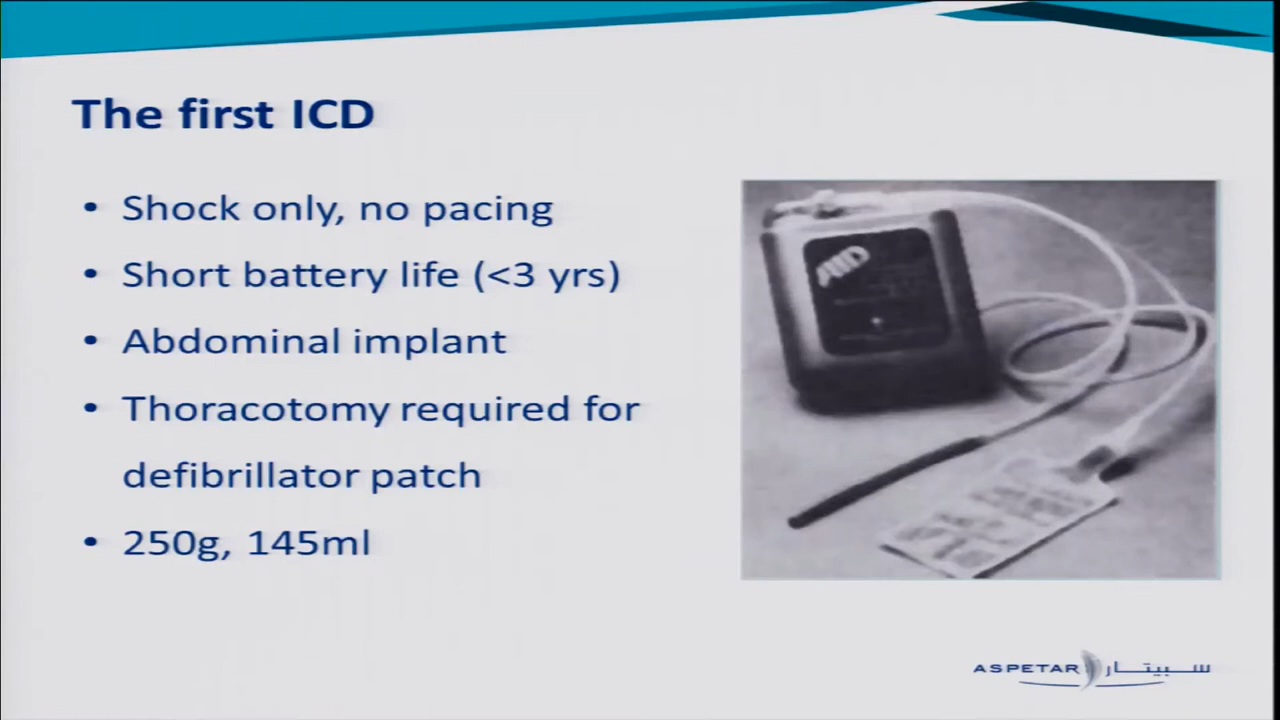 The first ICD
• Shock only, no pacing
• Short battery life (<3 yrs)
• Abdominal implant
• Thoracotomy required for
defibrillator patch
• 250g, 145ml
AID
ASPETAR سبيتار